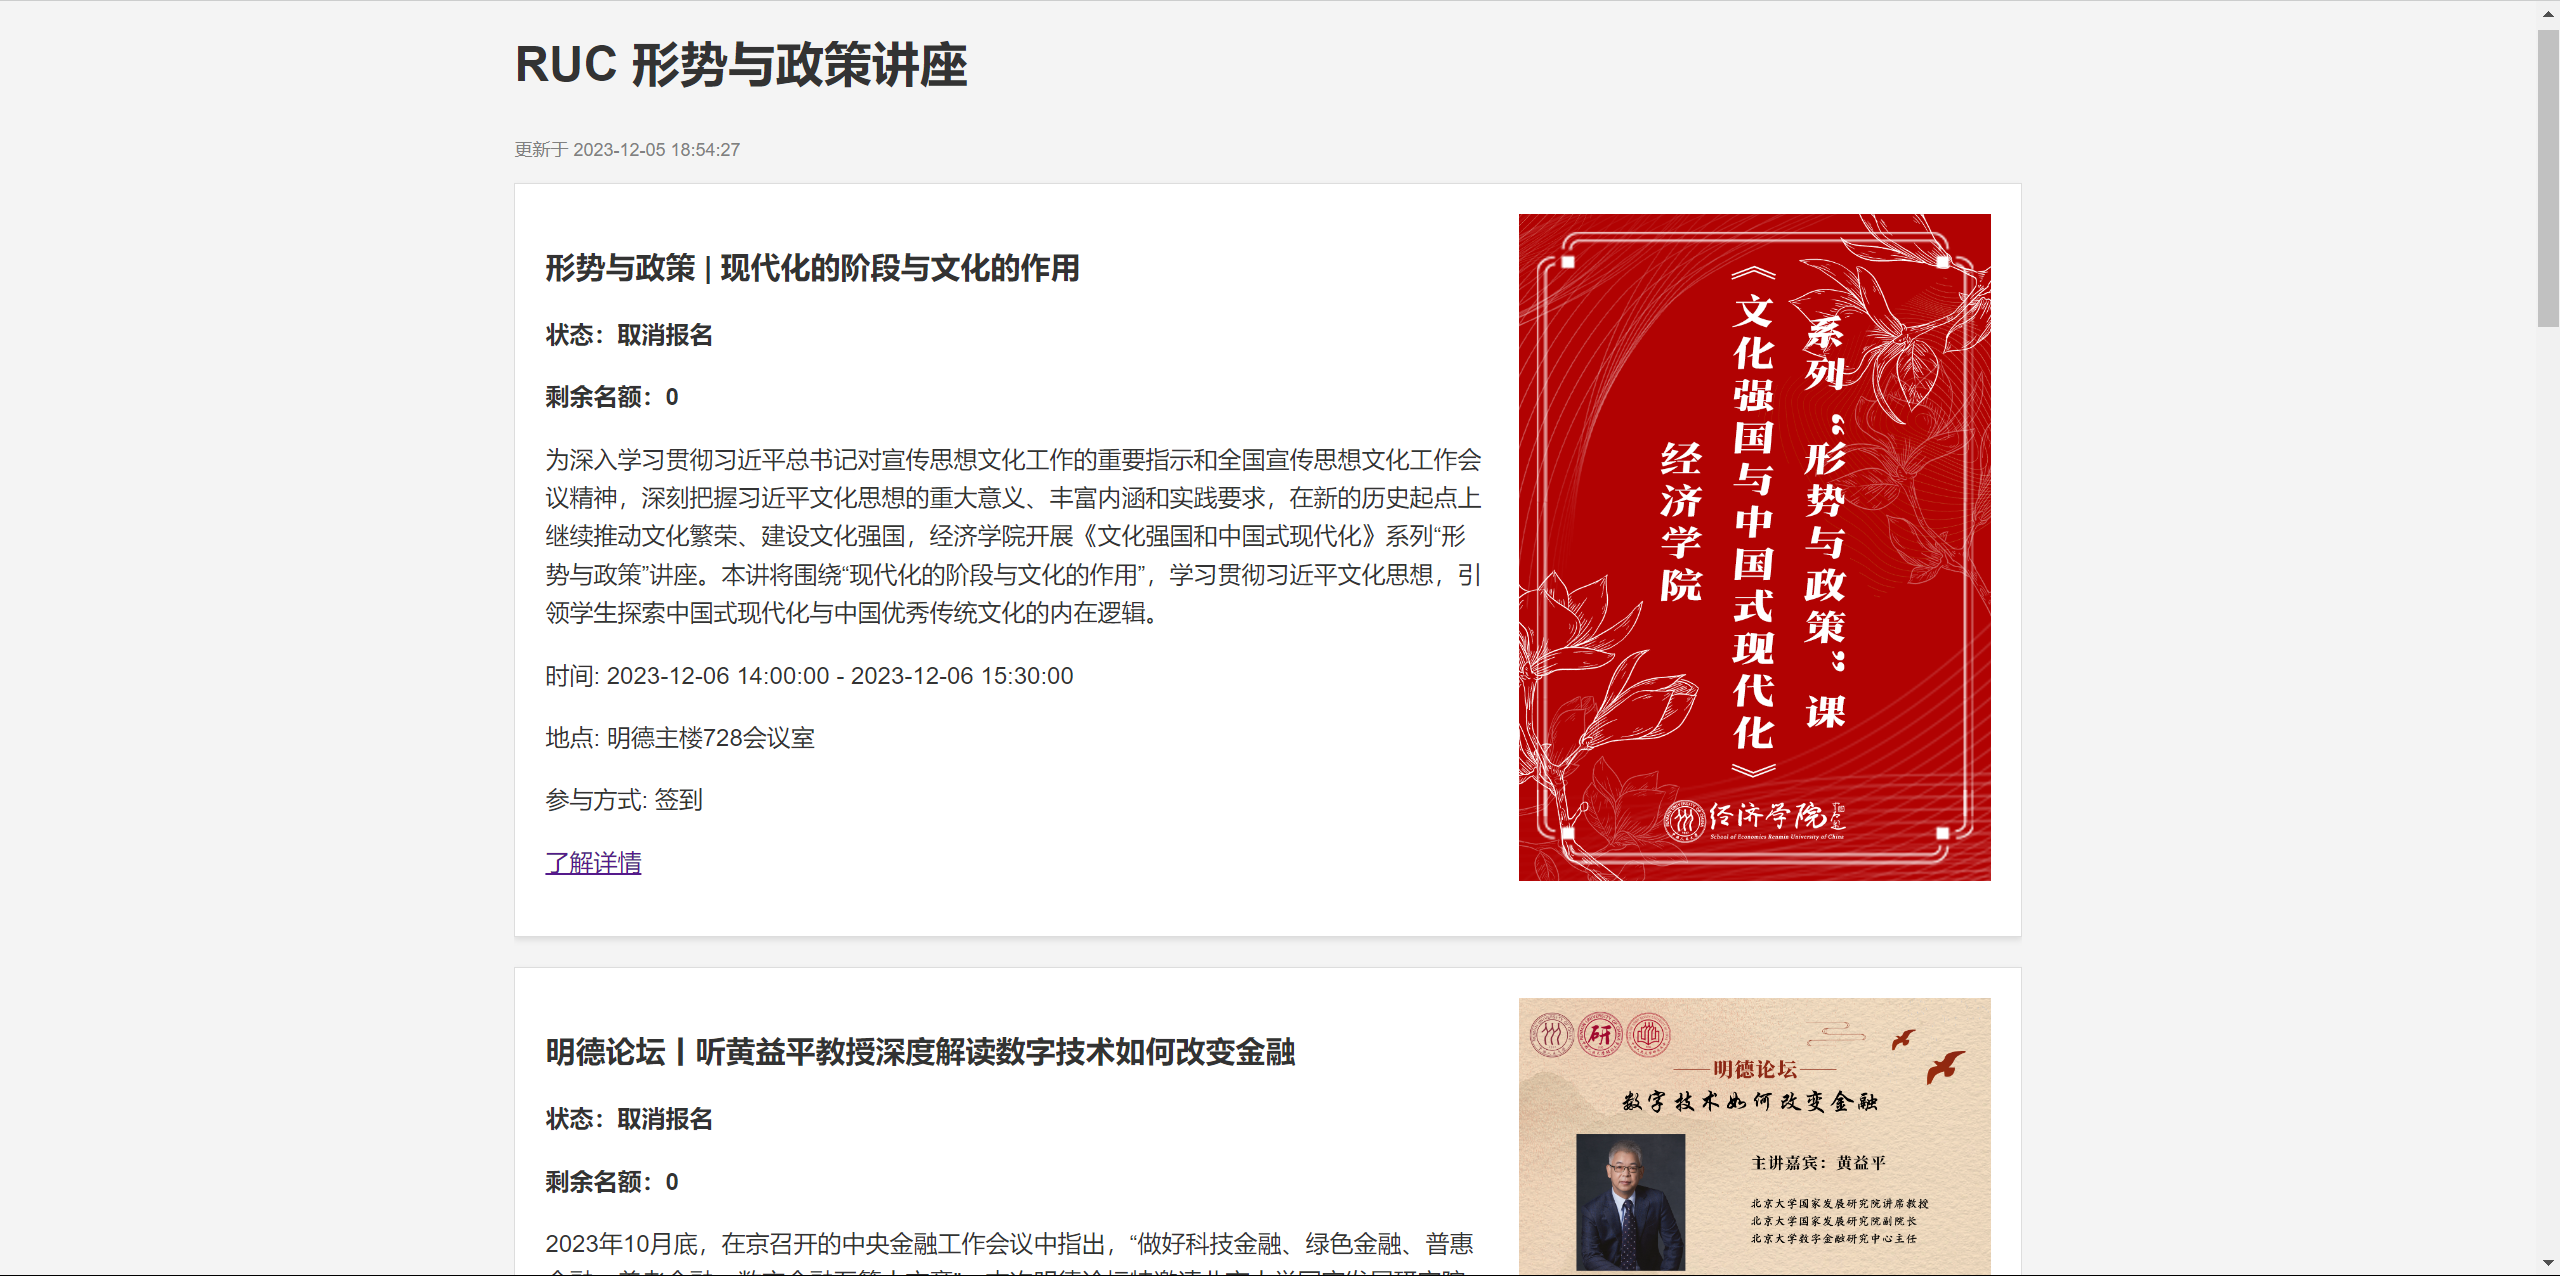 RUC 形势与政策讲座
更新于 2023-12-05 18:54:27
形势与政策 | 现代化的阶段与文化的作用
状态：取消报名
剩余名额：0
为深入学习贯彻习近平总书记对宣传思想文化工作的重要指示和全国宣传思想文化工作会
议精神，深刻把握习近平文化思想的重大意义、丰富内涵和实践要求，在新的历史起点上
继续推动文化繁荣、建设文化强国，经济学院开展《文化强国和中国式现代化》系列“形
势与政策”讲座。本讲将围绕“现代化的阶段与文化的作用”，学习贯彻习近平文化思想，引
领学生探索中国式现代化与中国优秀传统文化的内在逻辑。
时间: 2023-12-06 14:00:00 - 2023-12-06 15:30:00
地点: 明德主楼728会议室
参与方式: 签到
了解详情
系列“形势与政策”课
《文化强国与中国式现代化》
经济学院
经济学院
School of Economics Renmin University of China
明德论坛丨听黄益平教授深度解读数字技术如何改变金融
状态：取消报名
剩余名额：0
2023年10月底，在京召开的中央金融工作会议中指出，“做好科技金融、绿色金融、普惠
研
明德论坛
数字技术如何改变金融
主讲嘉宾：黄益平
北京大学国家发展研究院讲席教授
北京大学国家发展研究院副院长
北京大学数字金融研究中心主任